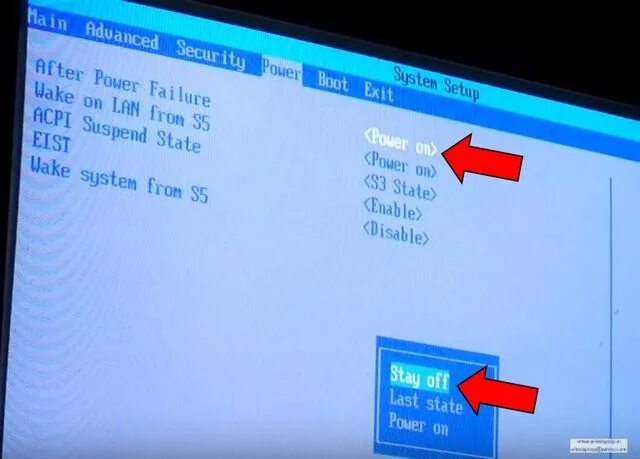 System Setup
Main Advanced Security Power Boot Exit
After Power Failure <Power on>
Wake on LAN from S5 <Power on>
ACPI Suspend State <S3 State>
EIST <Enable>
Wake system from S5 <Disable>
Stay off
Last state
Power on